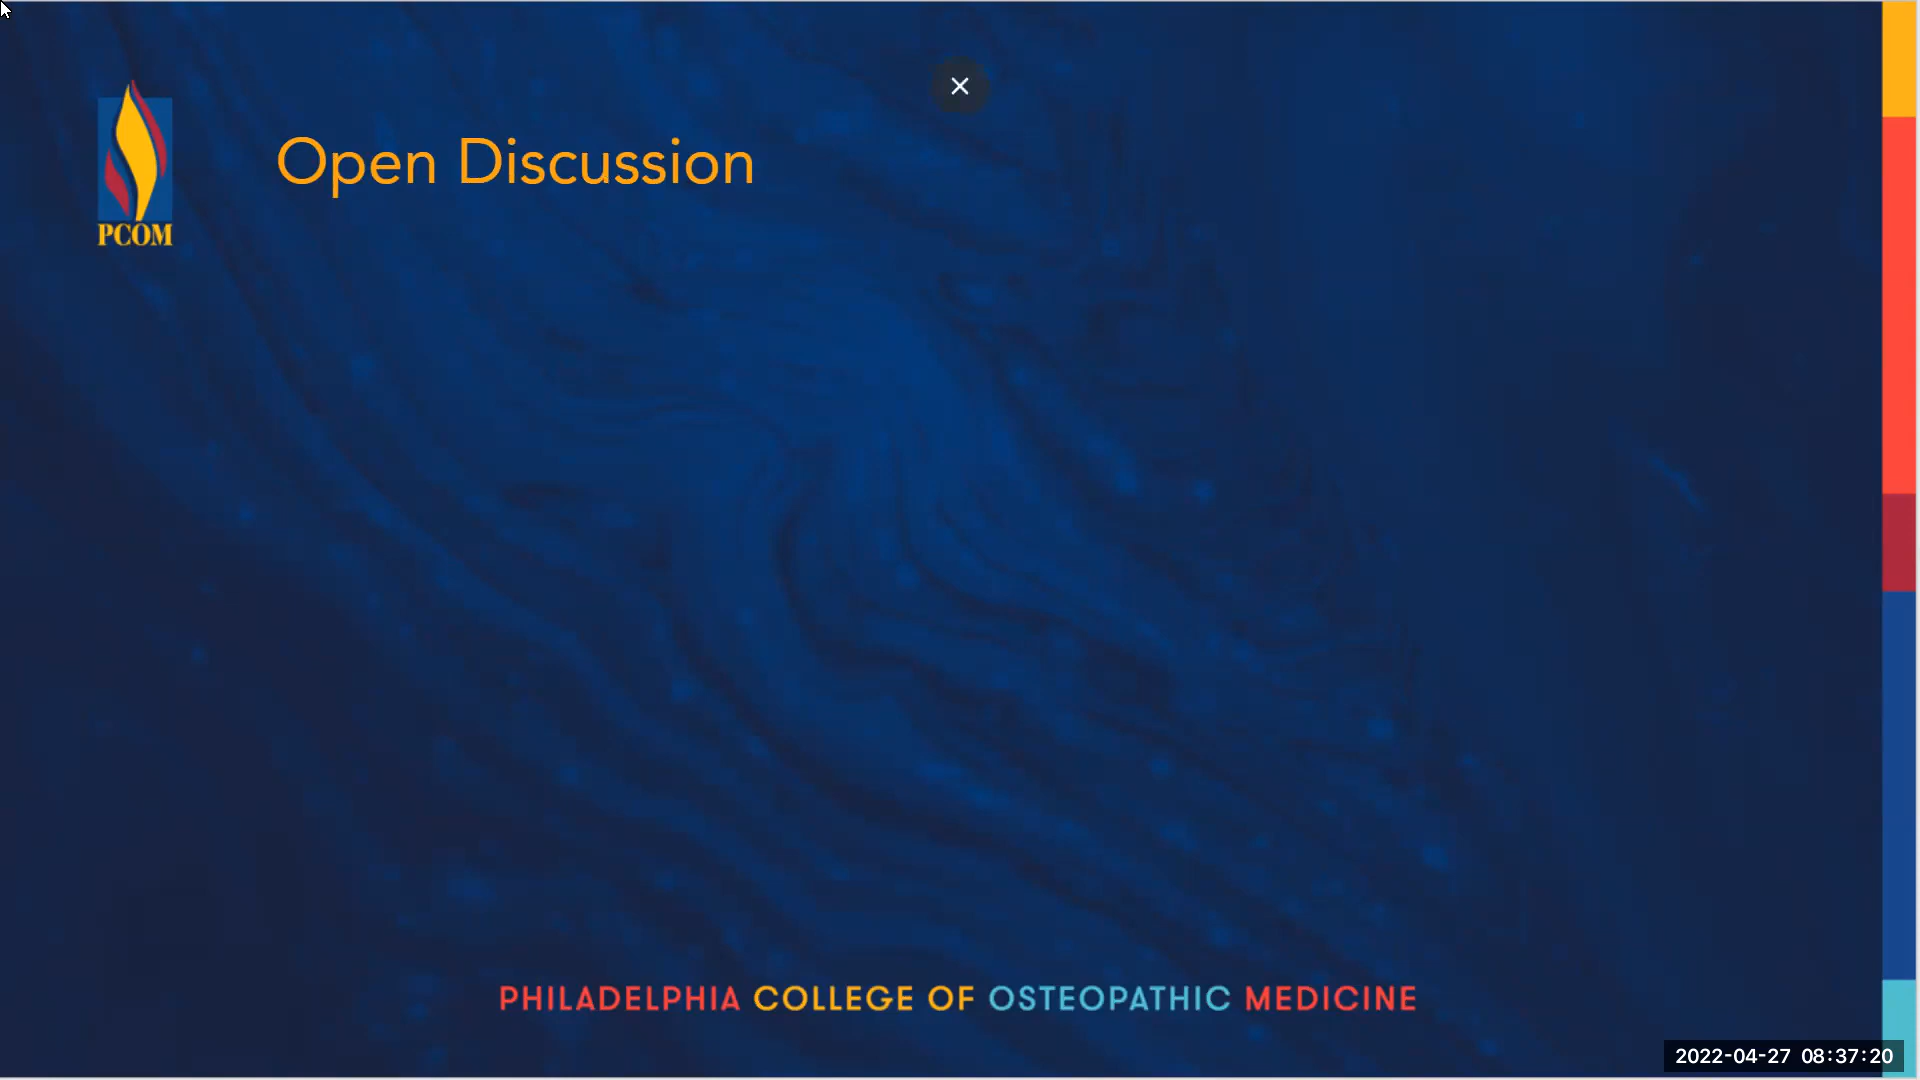 Open Discussion
PCOM
PHILADELPHIA COLLEGE OF OSTEOPATHIC MEDICINE
2022-04-27 08:37:20